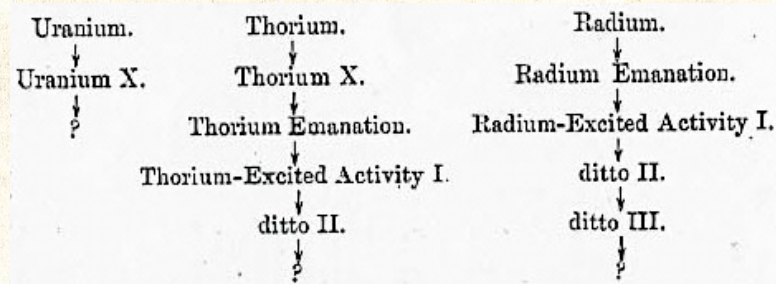 Uranium. Thorium. Radium.
Uranium X. Thorium X. Radium Emanation.
? Thorium Emanation. Radium-Excited Activity I.
Thorium-Excited Activity I. ditto II.
ditto II. ditto III.
? ?